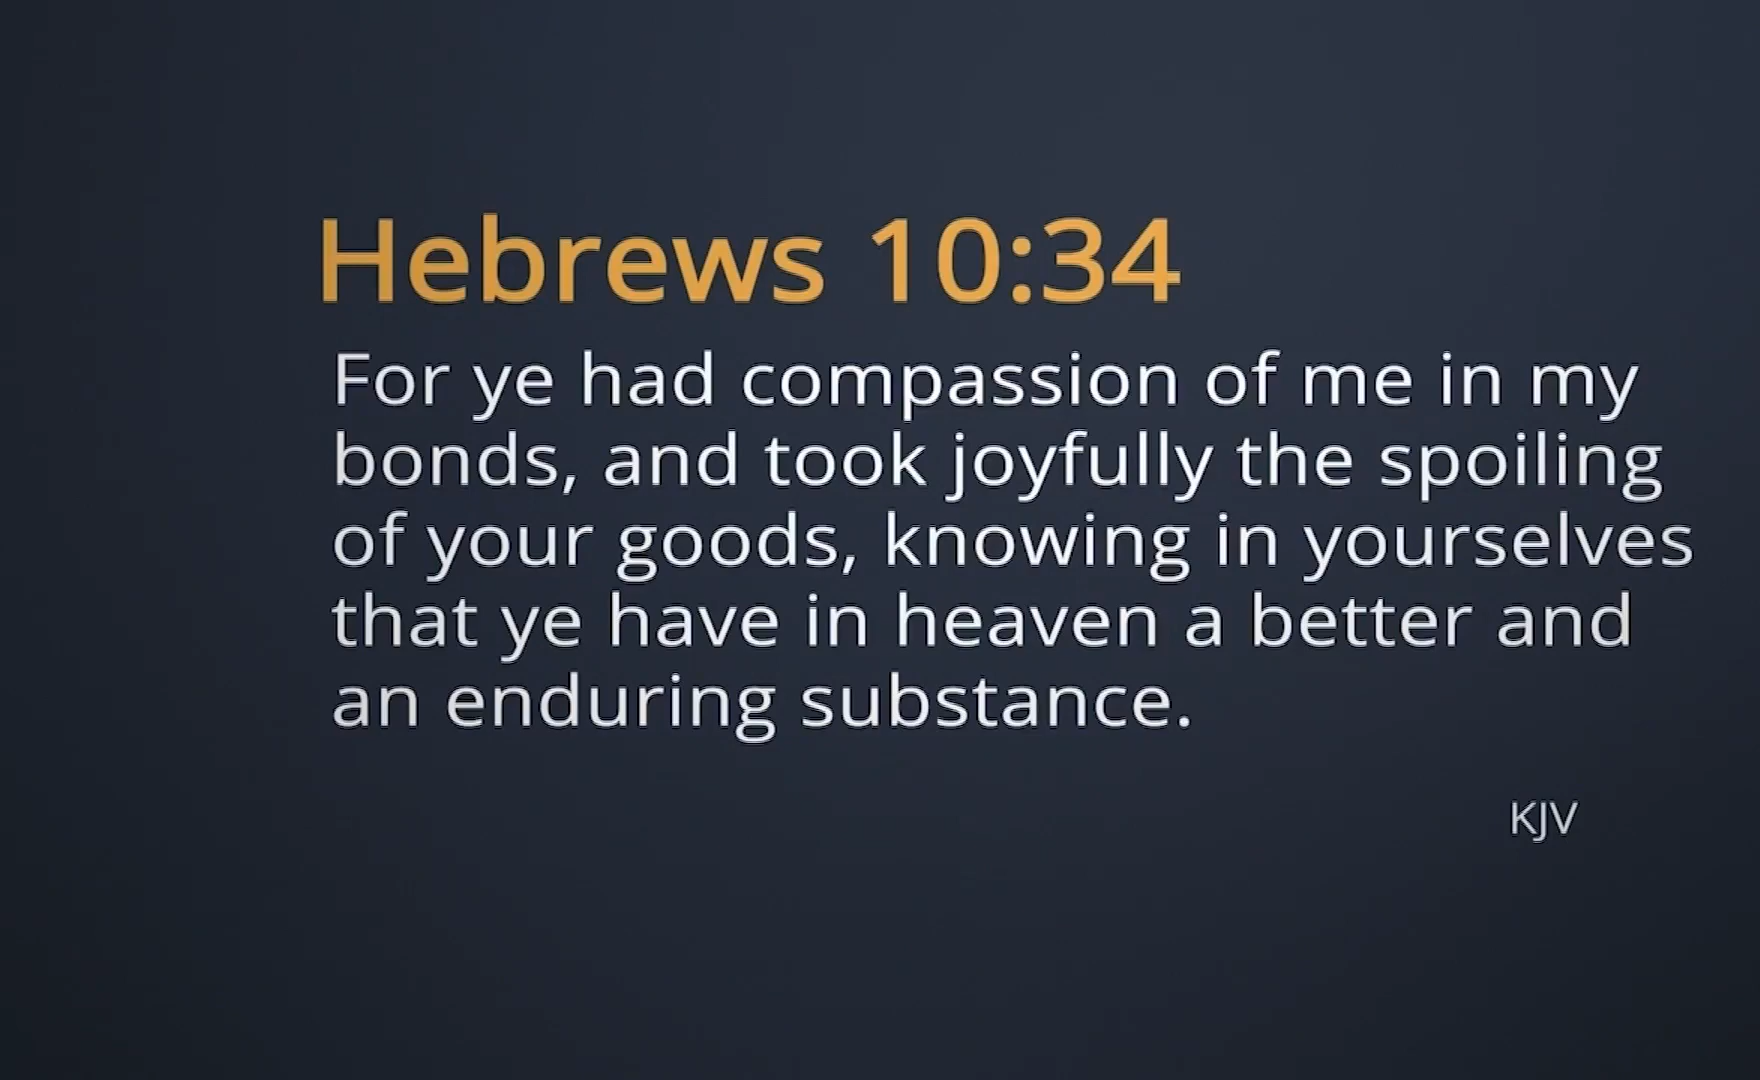 Hebrews 10:34
For ye had compassion of me in my
bonds, and took joyfully the spoiling
of your goods, knowing in yourselves
that ye have in heaven a better and
an enduring substance.
KJV